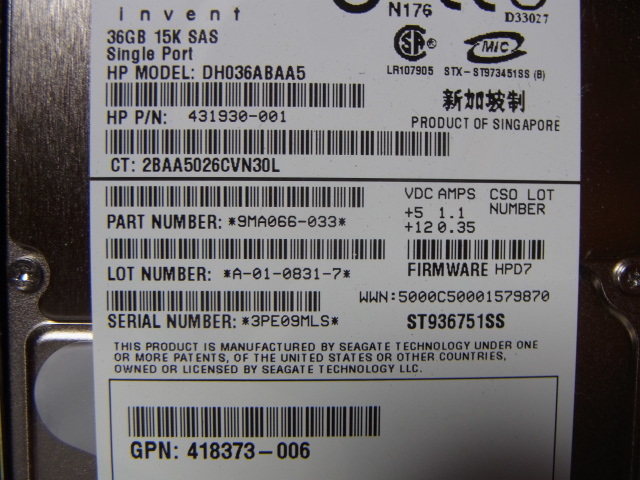 invent
36GB 15K SAS
Single Port
HP MODEL: DH036ABAA5
HP P/N: 431930-001
CT: 2BAA5026CVN30L
N176
D33027
LR107905
MIC
STX-ST973451SS (B)
新加坡制
PRODUCT OF SINGAPORE
PART NUMBER: *9MA066-033*
LOT NUMBER: *A-01-0831-7*
SERIAL NUMBER: *3PE09MLS*
VDC AMPS
+5 1.1
+12 0.35
CSO LOT
NUMBER
FIRMWARE HPD7
WWN:5000C50001579870
ST936751SS
THIS PRODUCT IS MANUFACTURED BY SEAGATE TECHNOLOGY UNDER ONE
OR MORE PATENTS, OF THE UNITED STATES OR OTHER COUNTRIES,
OWNED OR LICENSED BY SEAGATE TECHNOLOGY LLC.
GPN: 418373-006